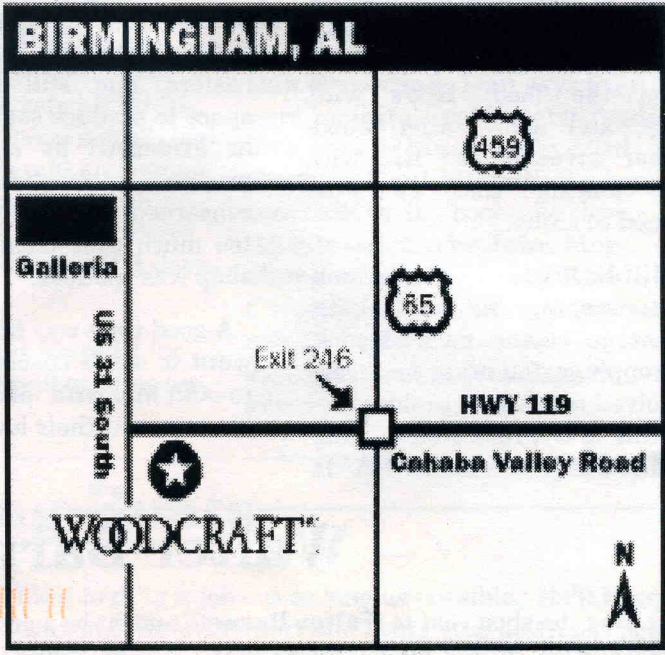 BIRMINGHAM, AL
459
Galleria
US 31 South
65
Exit 246
HWY 119
Cahaba Valley Road
WOODCRAFT
N